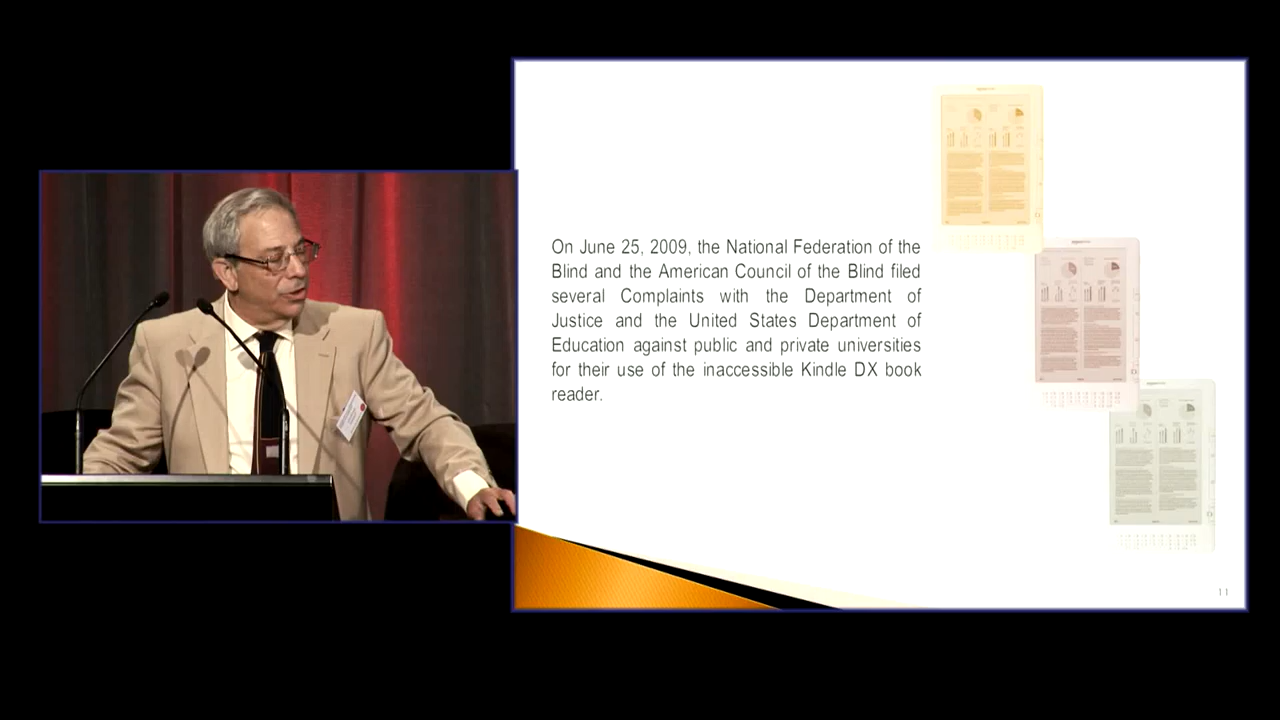 On June 25, 2009, the National Federation of the
Blind and the American Council of the Blind filed
several Complaints with the Department of
Justice and the United States Department of
Education against public and private universities
for their use of the inaccessible Kindle DX book
reader.
11